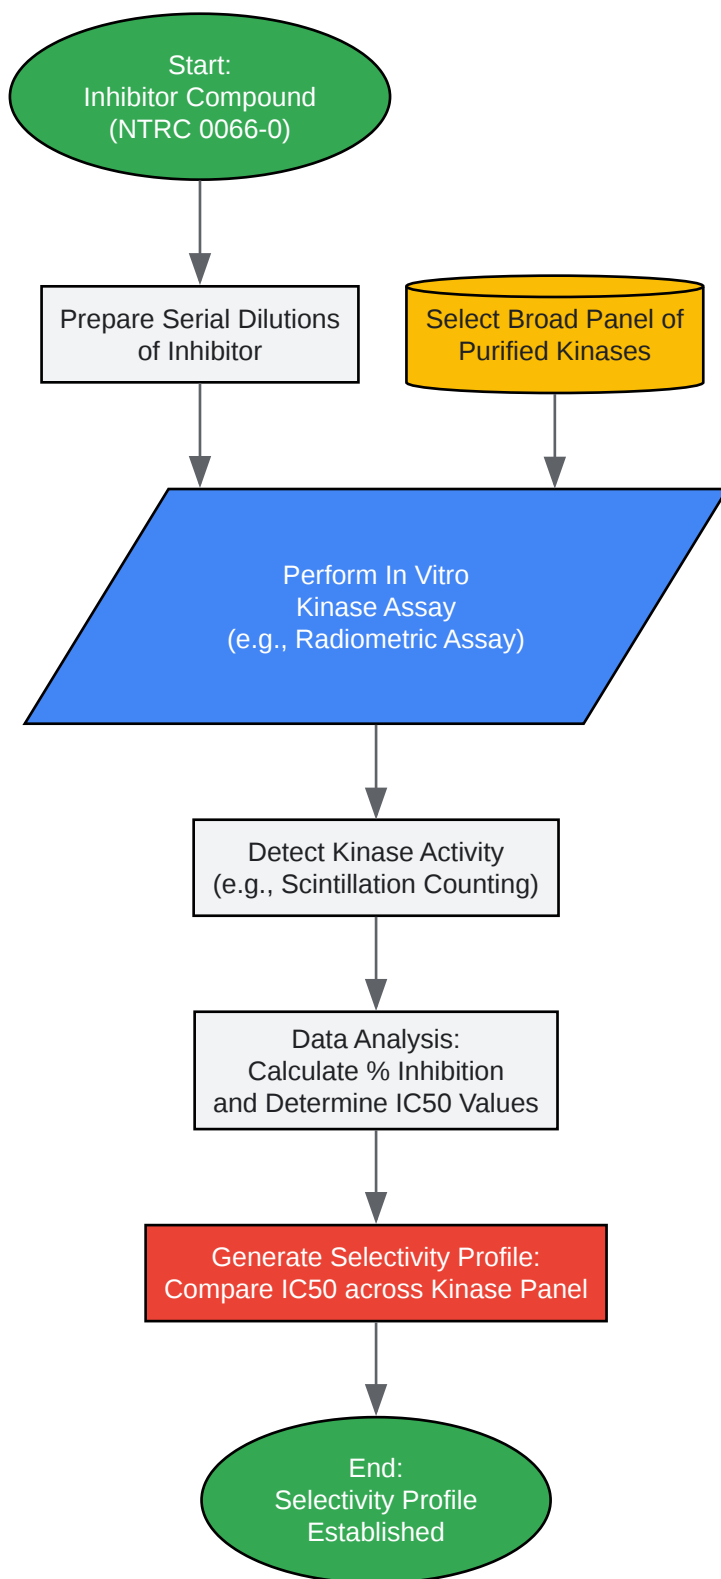 Start:
Inhibitor Compound
(NTRC 0066-0)
Prepare Serial Dilutions
of Inhibitor
Select Broad Panel of
Purified Kinases
Perform In Vitro
Kinase Assay
(e.g., Radiometric Assay)
Detect Kinase Activity
(e.g., Scintillation Counting)
Data Analysis:
Calculate % Inhibition
and Determine IC50 Values
Generate Selectivity Profile:
Compare IC50 across Kinase Panel
End:
Selectivity Profile
Established